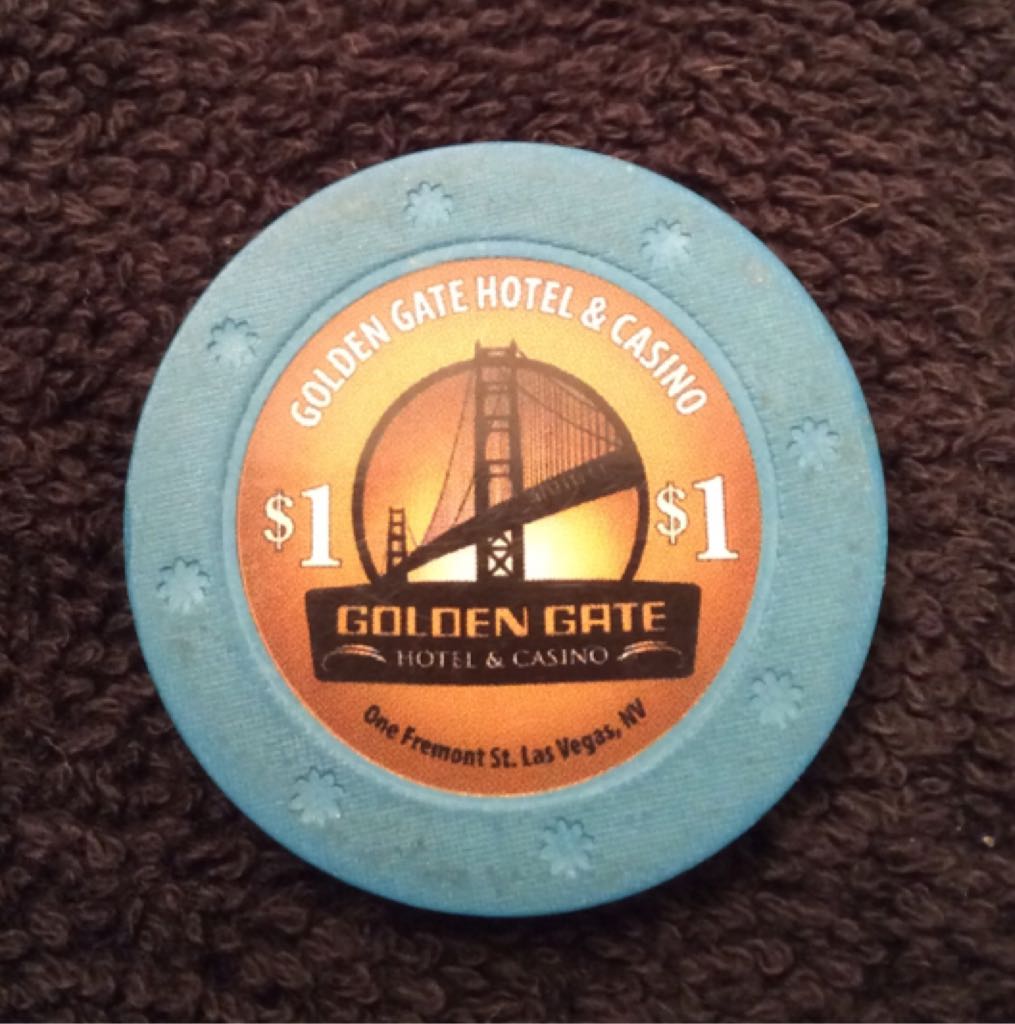 GOLDEN GATE HOTEL & CASINO
$1 $1
GOLDEN GATE
HOTEL & CASINO
One Fremont St. Las Vegas, NV